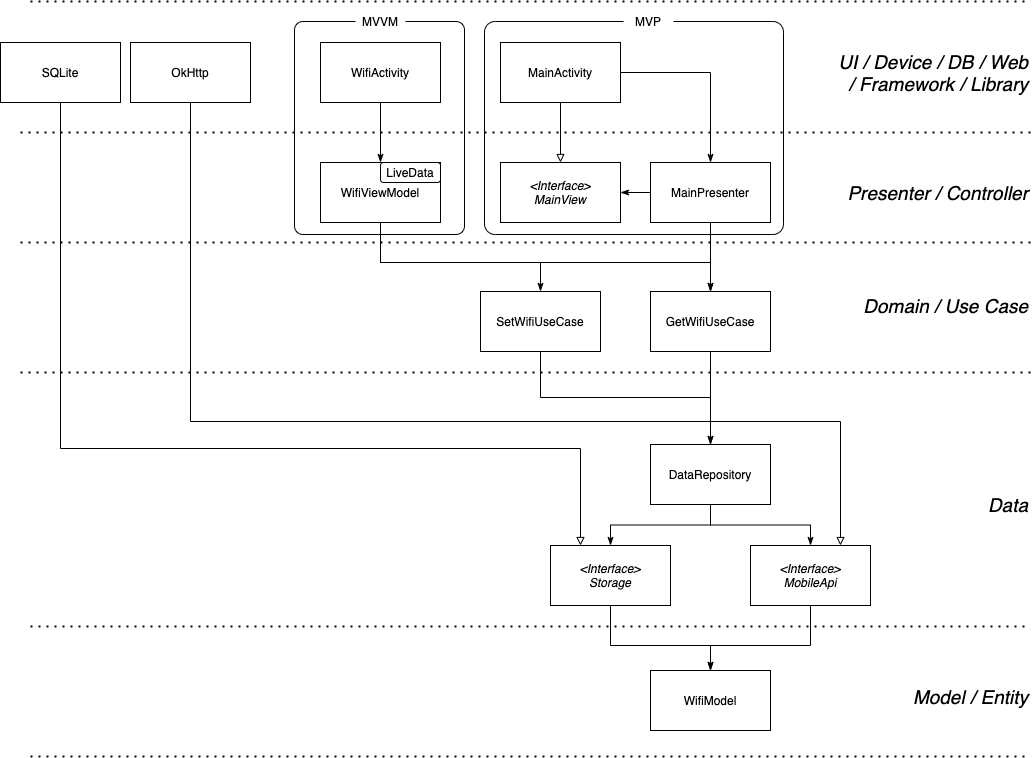 MVVM
MVP
SQLite
OkHttp
WifiActivity
MainActivity
UI / Device / DB / Web
/ Framework / Library
LiveData
WifiViewModel
<Interface>
MainView
MainPresenter
Presenter / Controller
SetWifiUseCase
GetWifiUseCase
Domain / Use Case
DataRepository
Data
<Interface>
Storage
<Interface>
MobileApi
WifiModel
Model / Entity